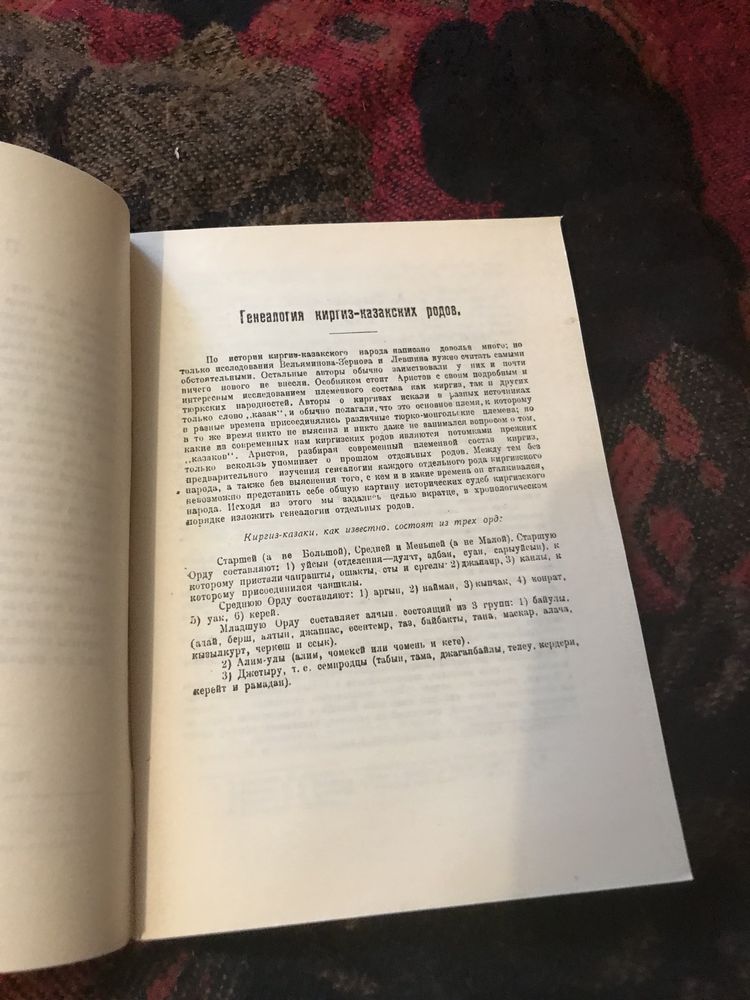 Генеалогия киргиз-казакских родов.
По истории киргиз-казакского народа написано довольно много; но
только исследования Вельяминова-Зернова и Левшина нужно считать самыми
обстоятельными. Остальные авторы обычно заимствовали у них и почти
ничего нового не внесли. Особняком стоит Аристов с своим подробным и
интересным исследованием племенного состава как киргиз, так и других
тюркских народностей. Авторы о киргизах искали в разных источниках
только слово „казак“, и обычно полагали, что это основное племя, к которому
в разные времена присоединялись различные тюрко-монгольские племена; но
в то же время никто не выяснил и никто даже не занимался вопросом о том,
какие из современных нам киргизских родов являются потомками прежних
„казаков“. Аристов, разбирая современный племенной состав киргиз,
только вскользь упоминает о прошлом отдельных родов. Между тем без
предварительного изучения генеалогии каждого отдельного рода киргизского
народа, а также без выяснения того, с кем и в какие времена он сталкивался,
невозможно представить себе общую картину исторических судеб киргизского
народа. Исходя из этого мы задались целью вкратце, в хронологическом
порядке изложить генеалогии отдельных родов.
Киргиз-казаки, как известно, состоят из трех орд:
Старшей (а не Большой), Средней и Меньшей (а не Малой). Старшую
Орду составляют: 1) уйсын (отделения—дулат, адбан, суан, сарыуйсын), к
которому пристали чапрашты, ошакты, сты и сргелы 2) джалаир, 3) канлы, к
которому присоединился чаншклы.
Среднюю Орду составляют: 1) аргын, 2) найман, 3) кыпчак, 4) конрат,
5) уак, 6) керей.
Младшую Орду составляет алчын, состоящий из 3 групп: 1) байулы,
(адай, берш, алтын, джаппас, есентемр, таз, байбакты, тана, маскар, алача,
кызылкурт, черкеш и ссык).
2) Алим-улы (алим, чомекей или чомень и кете).
3) Джетыру, т. е. семиродцы (табын, тама, джагалбайлы, телеу, кердери,
керейт и рамадан).